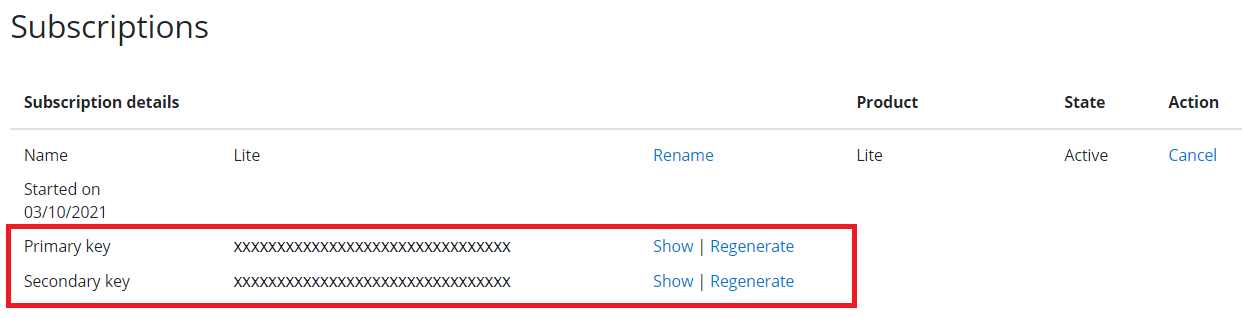 Subscriptions
Subscription details Product State Action
Name Lite Rename Lite Active Cancel
Started on
03/10/2021
Primary key xxxxxxxxxxxxxxxxxxxxxxxxxxxxxxxx Show | Regenerate
Secondary key xxxxxxxxxxxxxxxxxxxxxxxxxxxxxxxx Show | Regenerate